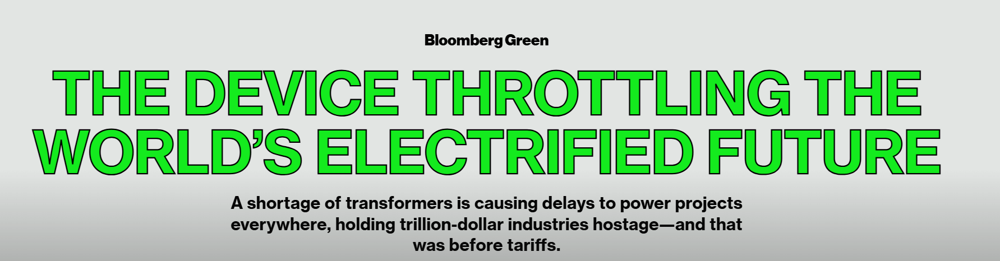 Bloomberg Green
THE DEVICE THROTTLING THE
WORLD’S ELECTRIFIED FUTURE
A shortage of transformers is causing delays to power projects
everywhere, holding trillion-dollar industries hostage—and that
was before tariffs.